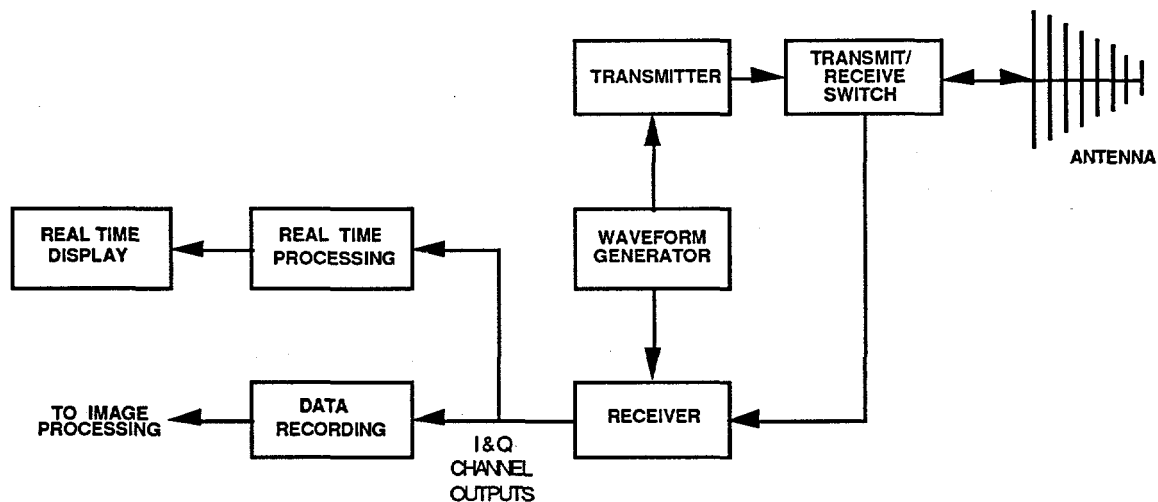 TRANSMITTER
TRANSMIT/
RECEIVE
SWITCH
ANTENNA
REAL TIME
DISPLAY
REAL TIME
PROCESSING
WAVEFORM
GENERATOR
TO IMAGE
PROCESSING
DATA
RECORDING
I & Q
CHANNEL
OUTPUTS
RECEIVER